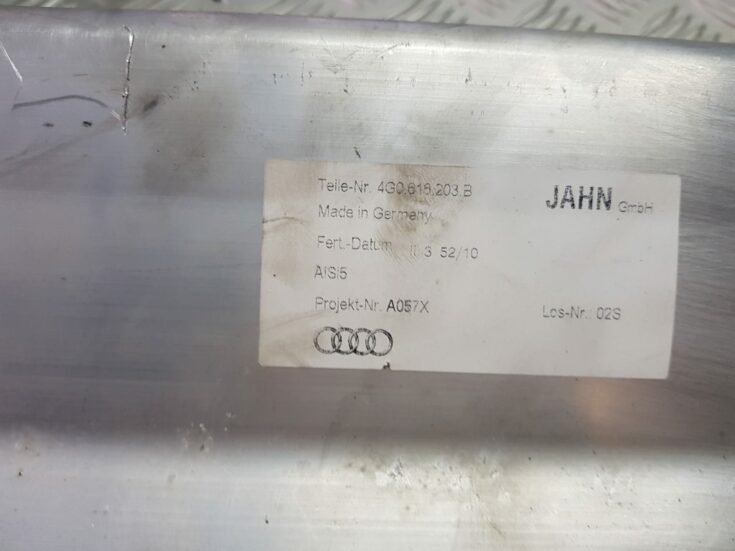 Teile-Nr. 4G0.616.203.B
JAHN GmbH
Made in Germany
Fert.-Datum 3 52/10
AlSi5
Projekt-Nr. A057X
Los-Nr.: 02S